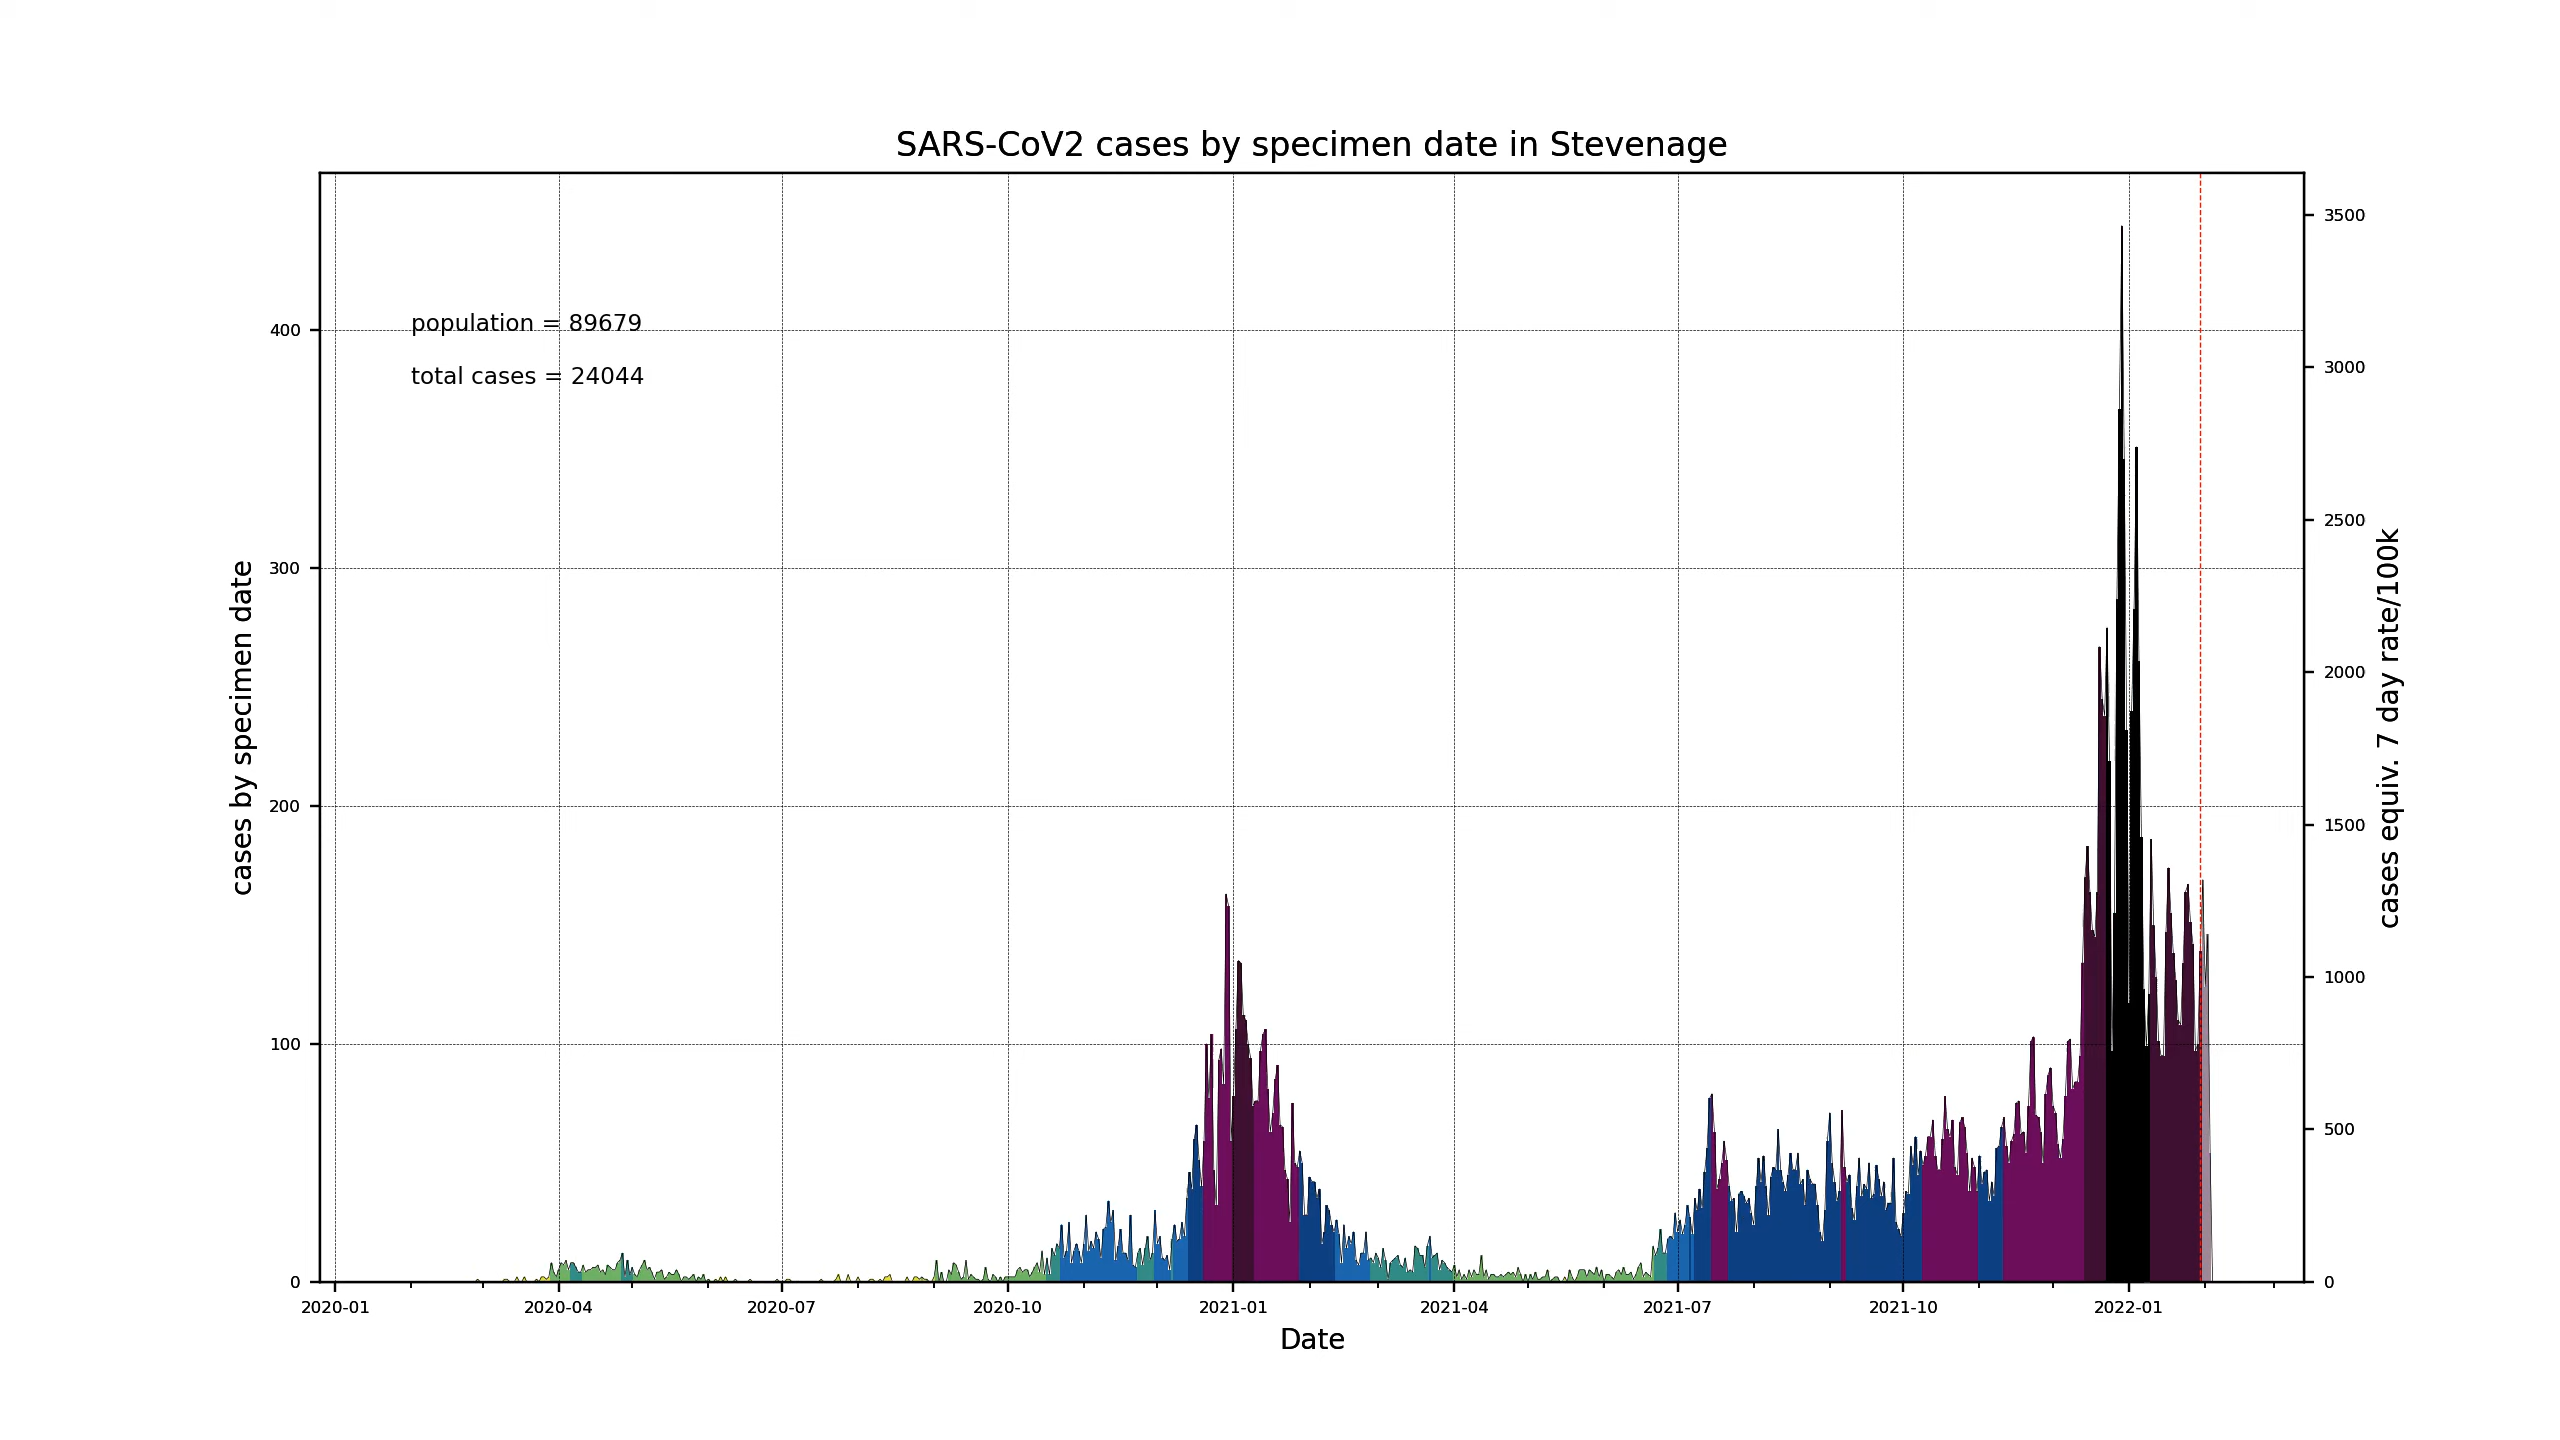 SARS-CoV2 cases by specimen date in Stevenage
population = 89679
total cases = 24044
cases by specimen date
400
300
200
100
0
3500
3000
2500
2000
1500
1000
500
0
cases equiv. 7 day rate/100k
2020-01 2020-04 2020-07 2020-10 2021-01 2021-04 2021-07 2021-10 2022-01
Date